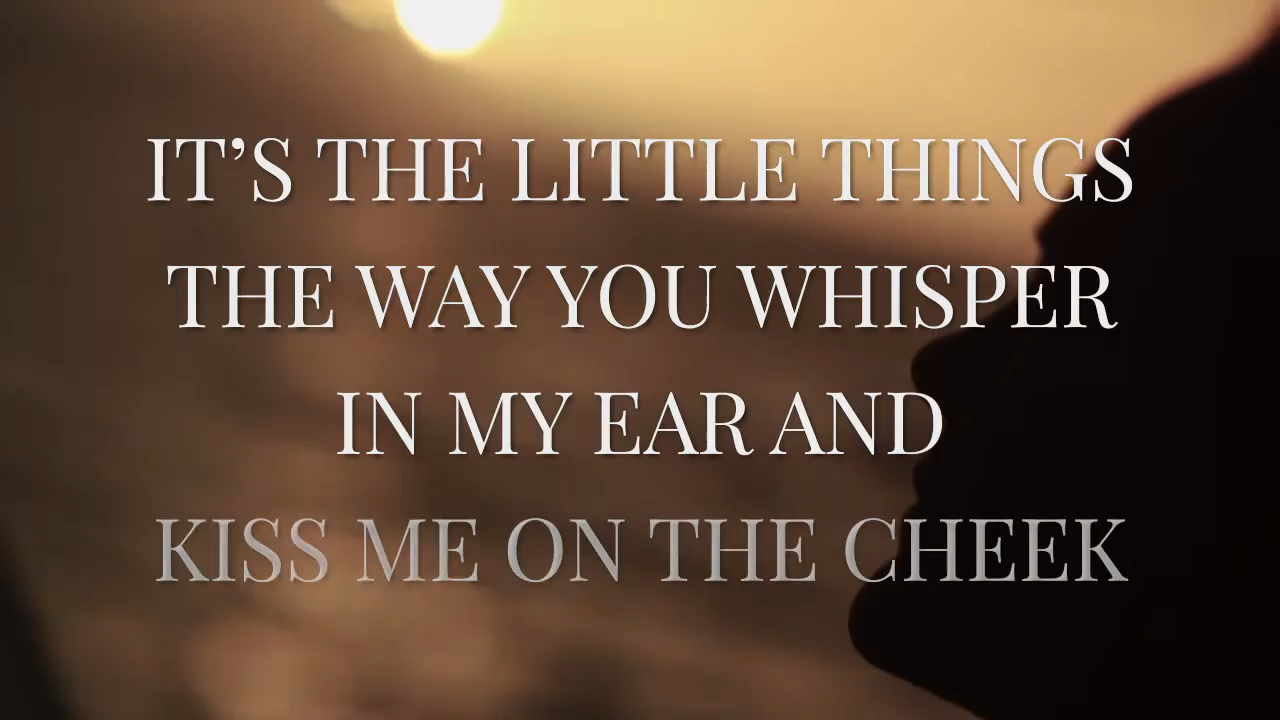 IT’S THE LITTLE THINGS
THE WAY YOU WHISPER
IN MY EAR AND
KISS ME ON THE CHEEK